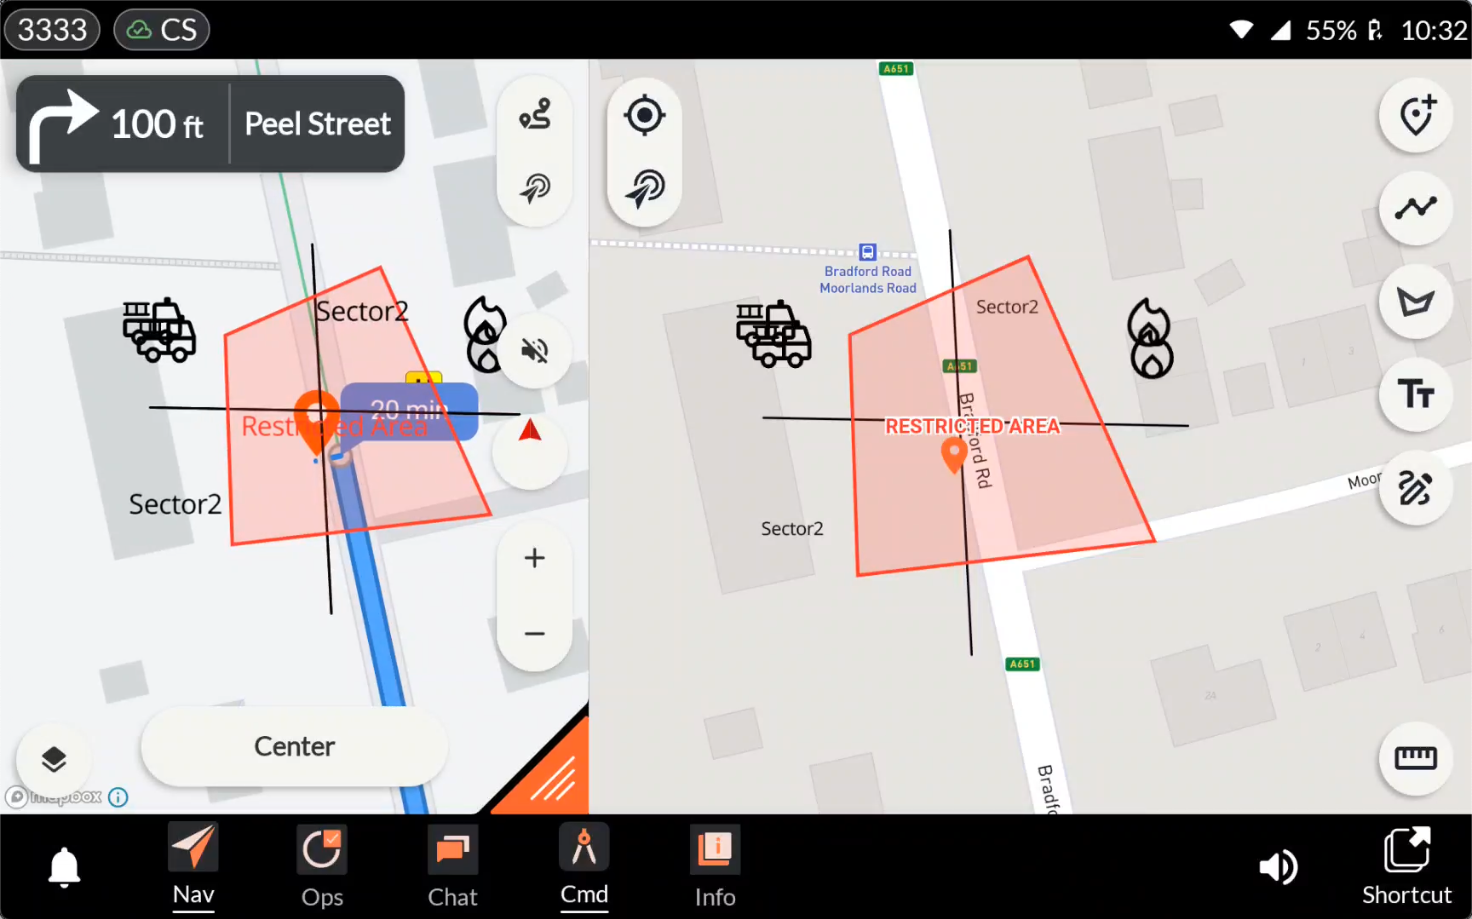 3333
CS
55%
10:32
100 ft
Peel Street
Sector2
20 min
Restricted Area
Sector2
Center
mapbox
A651
Bradford Road
Moorlands Road
Sector2
A651
Bradford Rd
RESTRICTED AREA
Moor
Sector2
A651
24
Bradfo
Nav
Ops
Chat
Cmd
Info
Shortcut